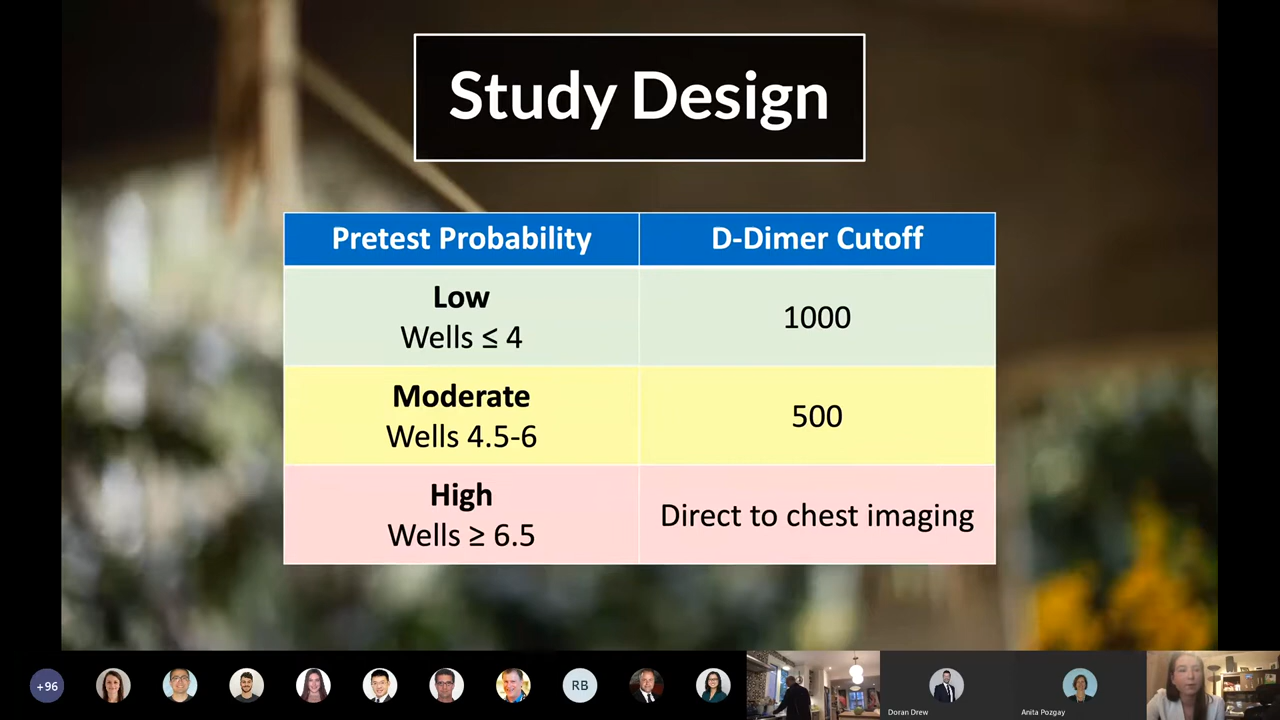 Study Design
Pretest Probability
D-Dimer Cutoff
Low
Wells ≤ 4
1000
Moderate
Wells 4.5-6
500
High
Wells ≥ 6.5
Direct to chest imaging
+96
RB
Doran Drew
Anita Pozgay